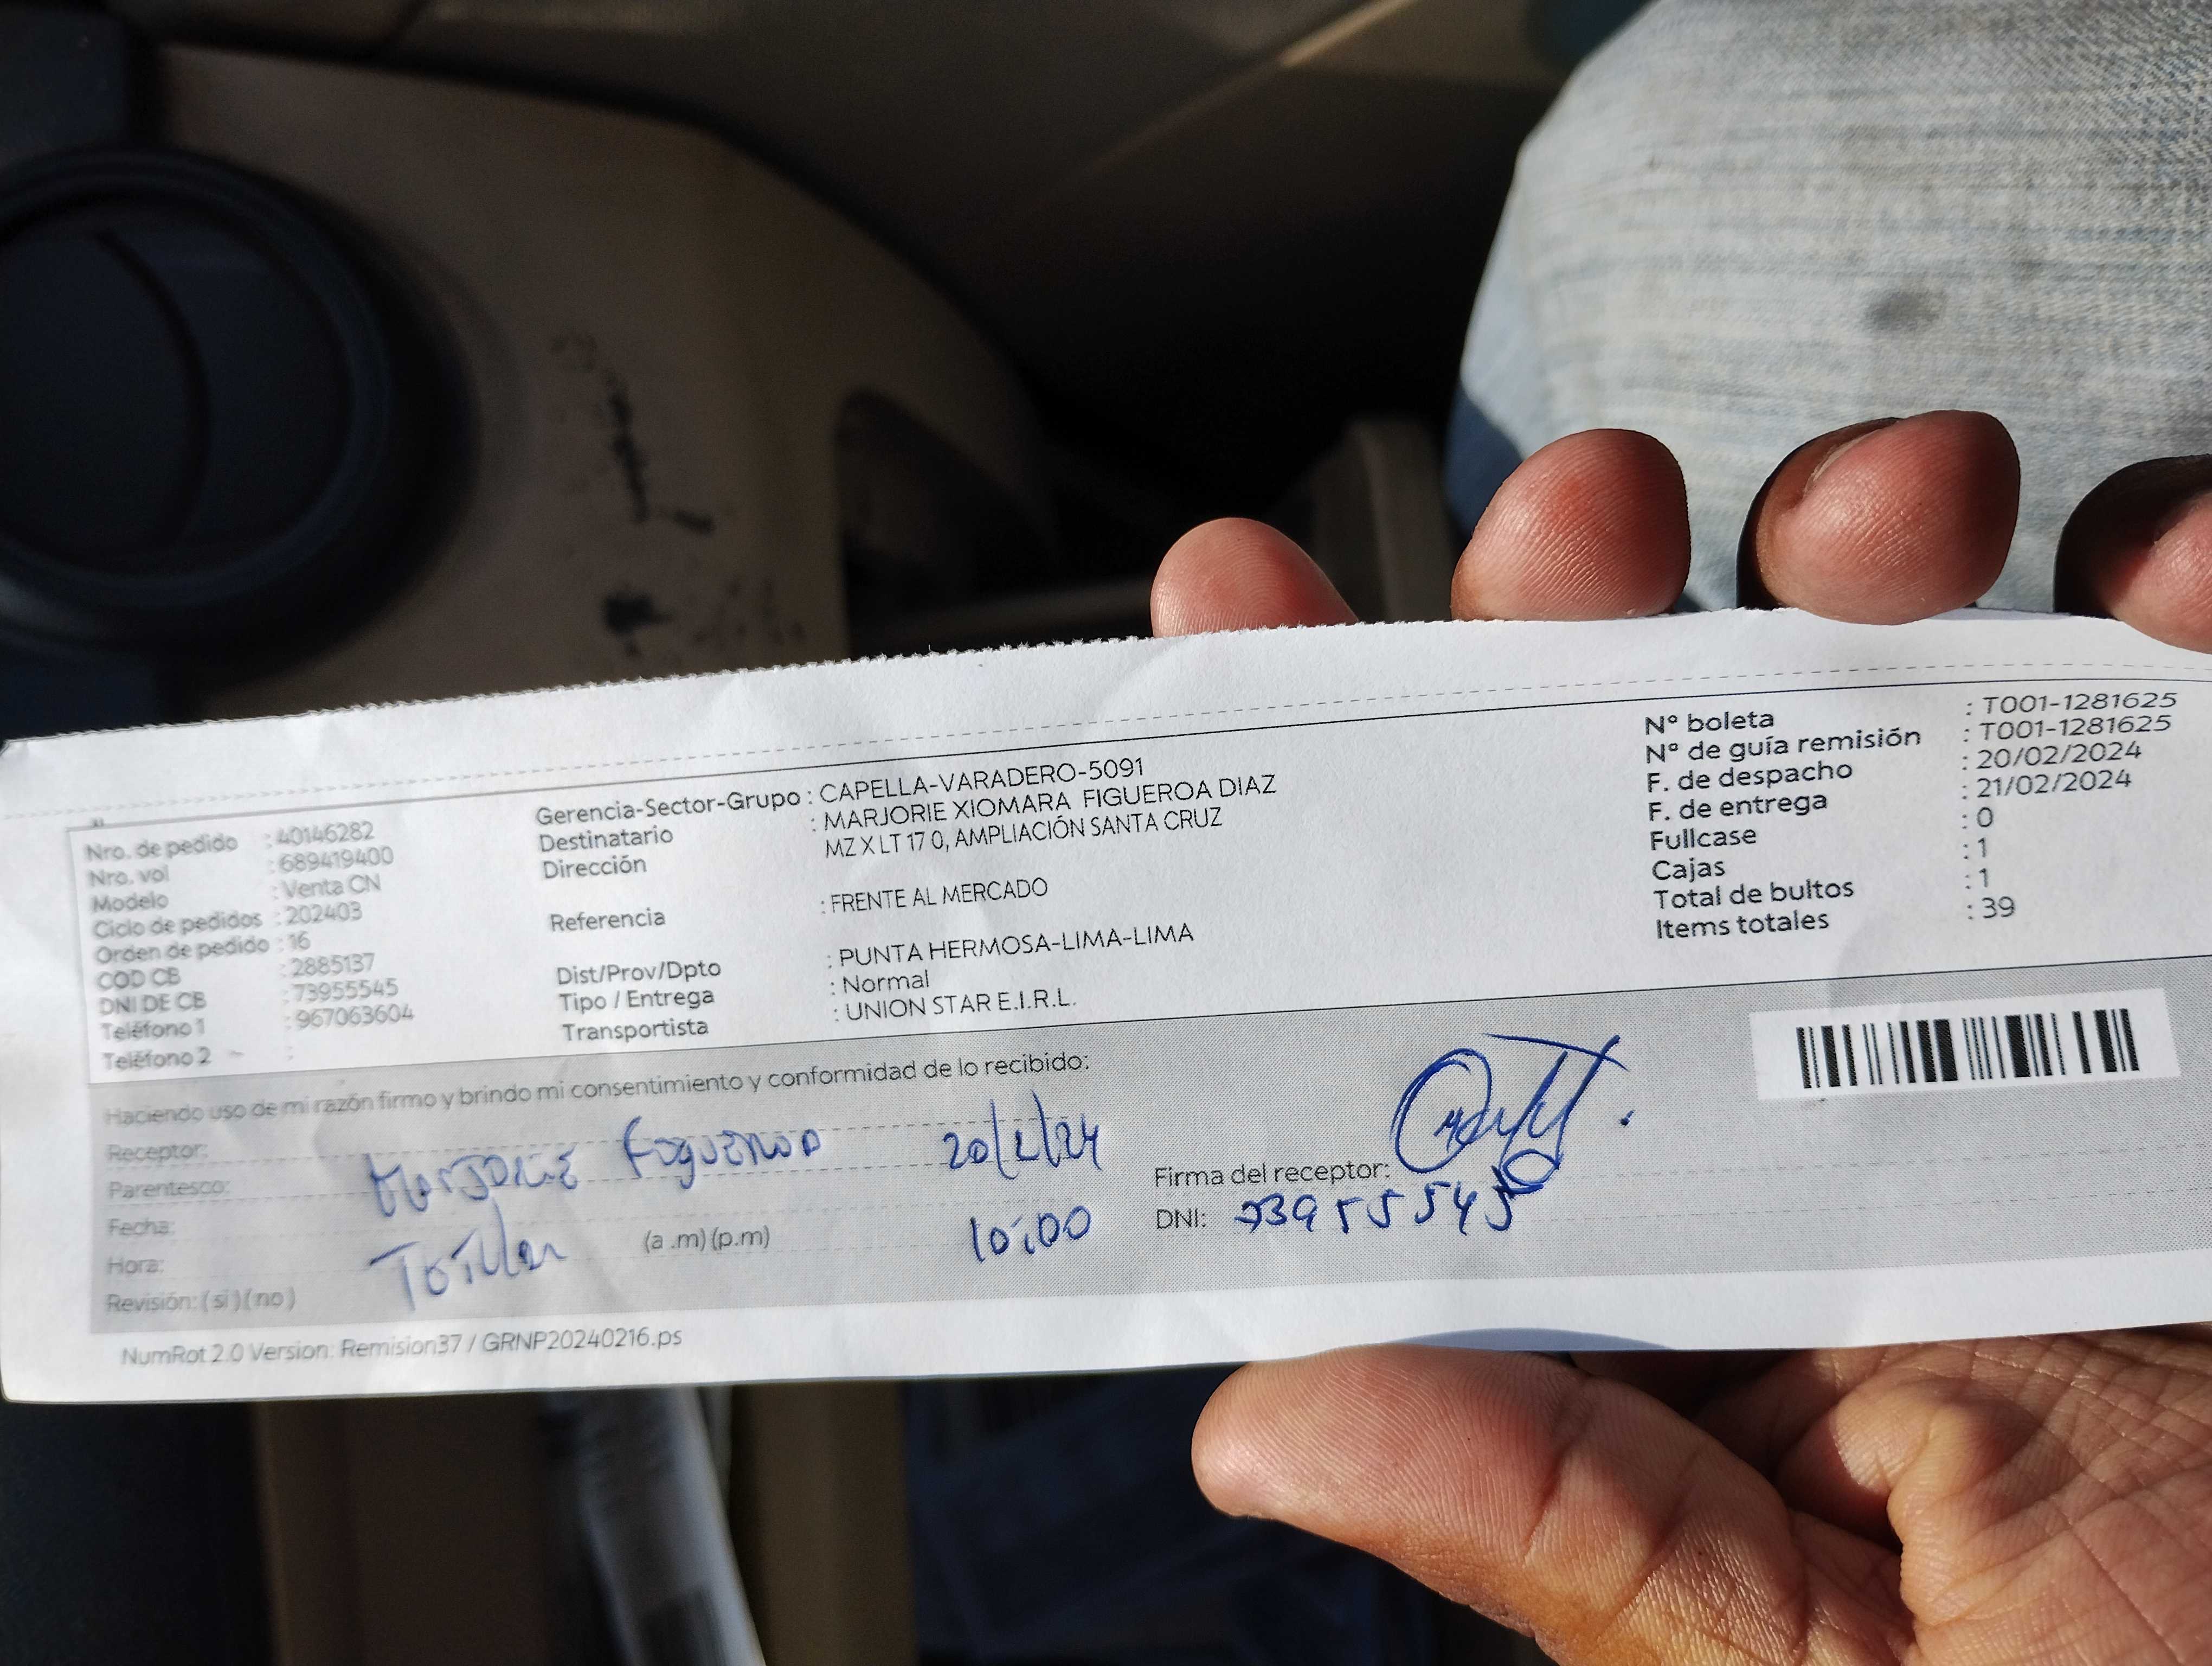 Nro. de pedido : 40146282
Nro. vol : 689419400
Modelo : Venta CN
Ciclo de pedidos : 202403
Orden de pedido : 16
COD CB : 2885137
DNI DE CB : 73955545
Teléfono 1 : 967063604
Teléfono 2 :
Gerencia-Sector-Grupo : CAPELLA-VARADERO-5091
Destinatario : MARJORIE XIOMARA FIGUEROA DIAZ
Dirección MZ X LT 17 0, AMPLIACIÓN SANTA CRUZ
Referencia : FRENTE AL MERCADO
Dist/Prov/Dpto : PUNTA HERMOSA-LIMA-LIMA
Tipo / Entrega : Normal
Transportista : UNION STAR E.I.R.L.
N° boleta : T001-1281625
N° de guía remisión : T001-1281625
F. de despacho : 20/02/2024
F. de entrega : 21/02/2024
Fullcase : 0
Cajas : 1
Total de bultos : 1
Items totales : 39
Haciendo uso de mi razón firmo y brindo mi consentimiento y conformidad de lo recibido:
Receptor:
Parentesco: Marjorie Figueroa 20/2/24
Fecha:
Hora: Titular (a .m) (p.m) 10:00
Revisión: ( si ) ( no )
Firma del receptor:
DNI: 73955545
NumRot 2.0 Version: Remision37 / GRNP20240216.ps